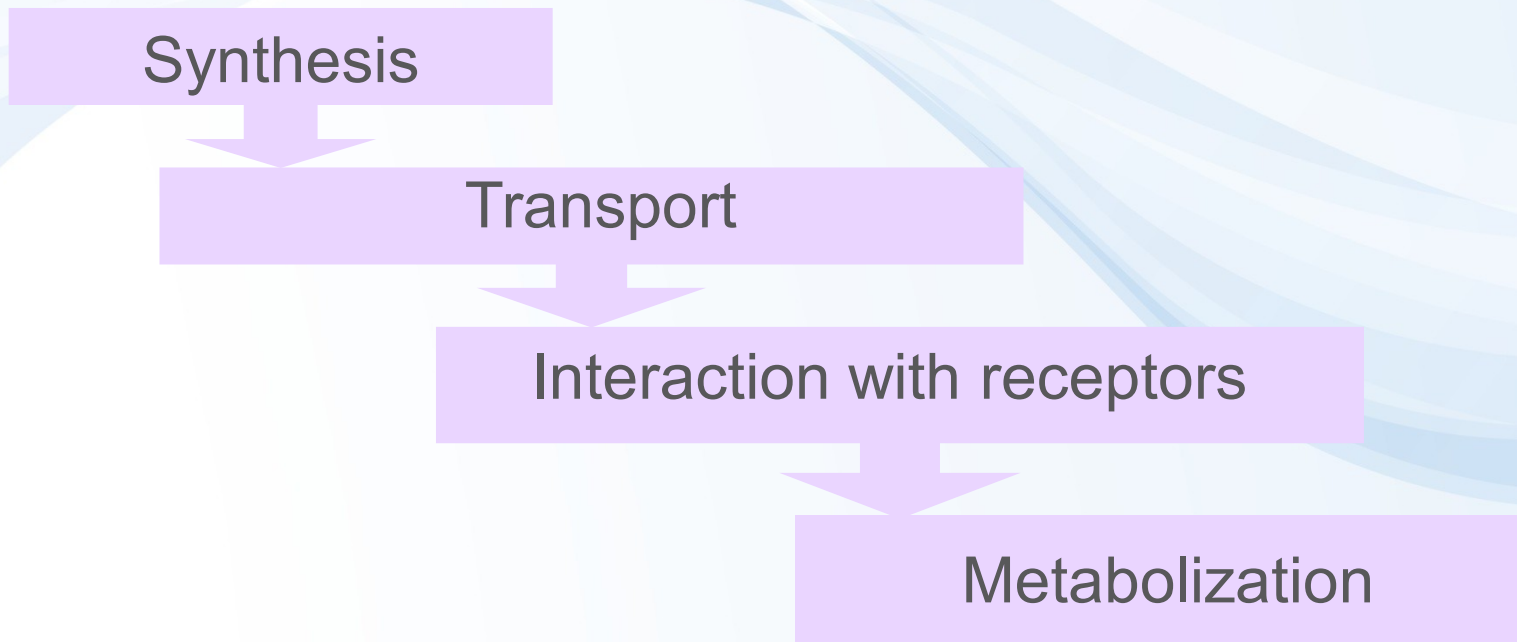 Synthesis
Transport
Interaction with receptors
Metabolization